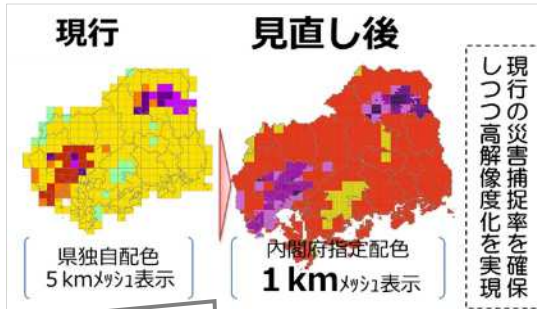 現行
見直し後
県独自配色
5kmメッシュ表示
内閣府指定配色
1kmメッシュ表示
現行の災害捕捉率を確保
しつつ高解像度化を実現